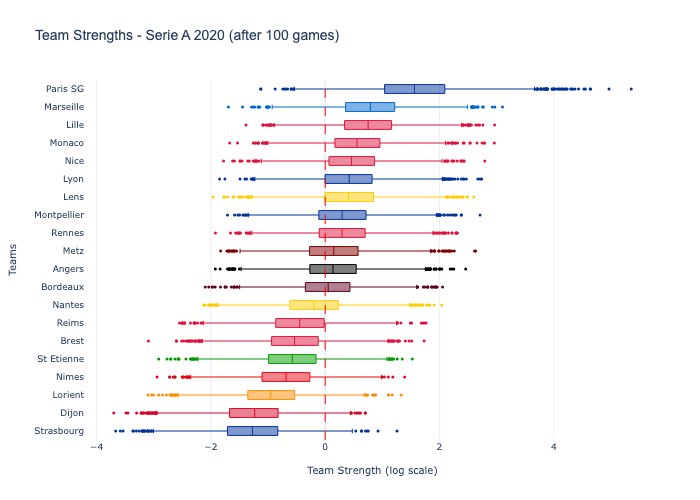 Team Strengths - Serie A 2020 (after 100 games)
Paris SG
Marseille
Lille
Monaco
Nice
Lyon
Lens
Montpellier
Rennes
Metz
Angers
Bordeaux
Nantes
Reims
Brest
St Etienne
Nimes
Lorient
Dijon
Strasbourg
Teams
−4 −2 0 2 4
Team Strength (log scale)